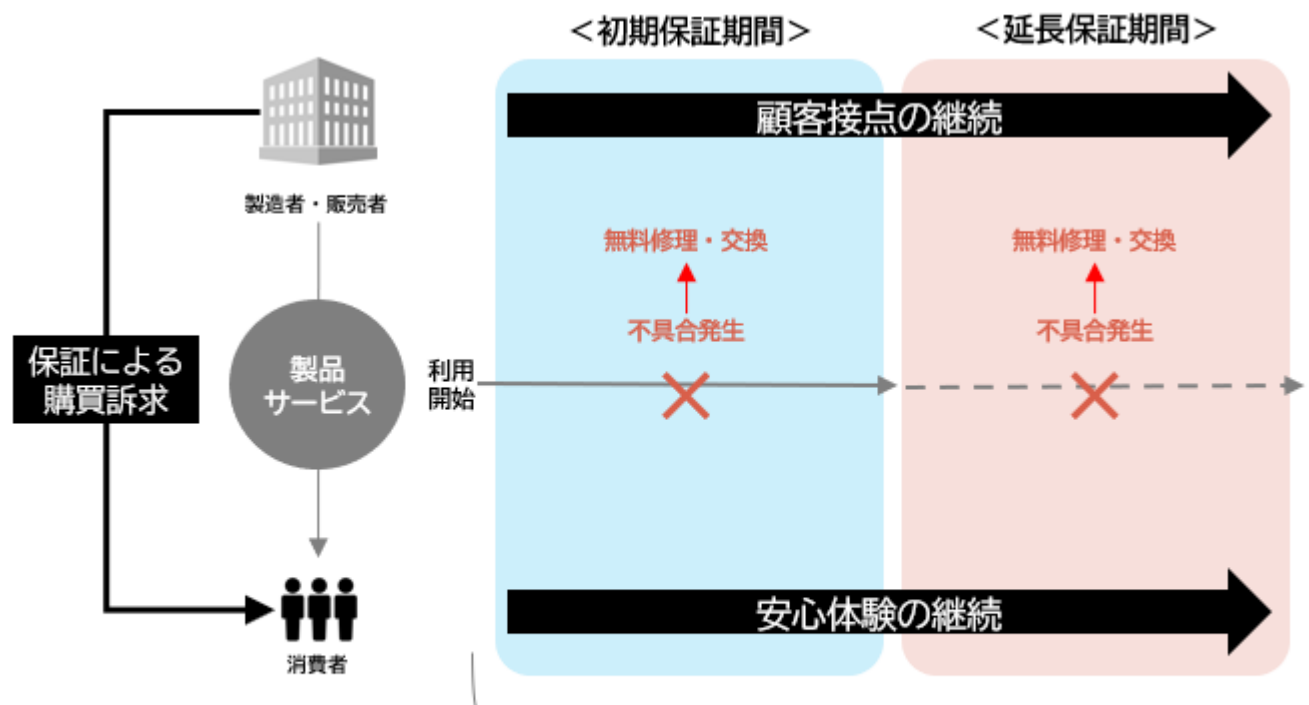 ＜初期保証期間＞
＜延長保証期間＞
顧客接点の継続
製造者・販売者
無料修理・交換
無料修理・交換
不具合発生
不具合発生
保証による
購買訴求
製品
サービス
利用
開始
安心体験の継続
消費者